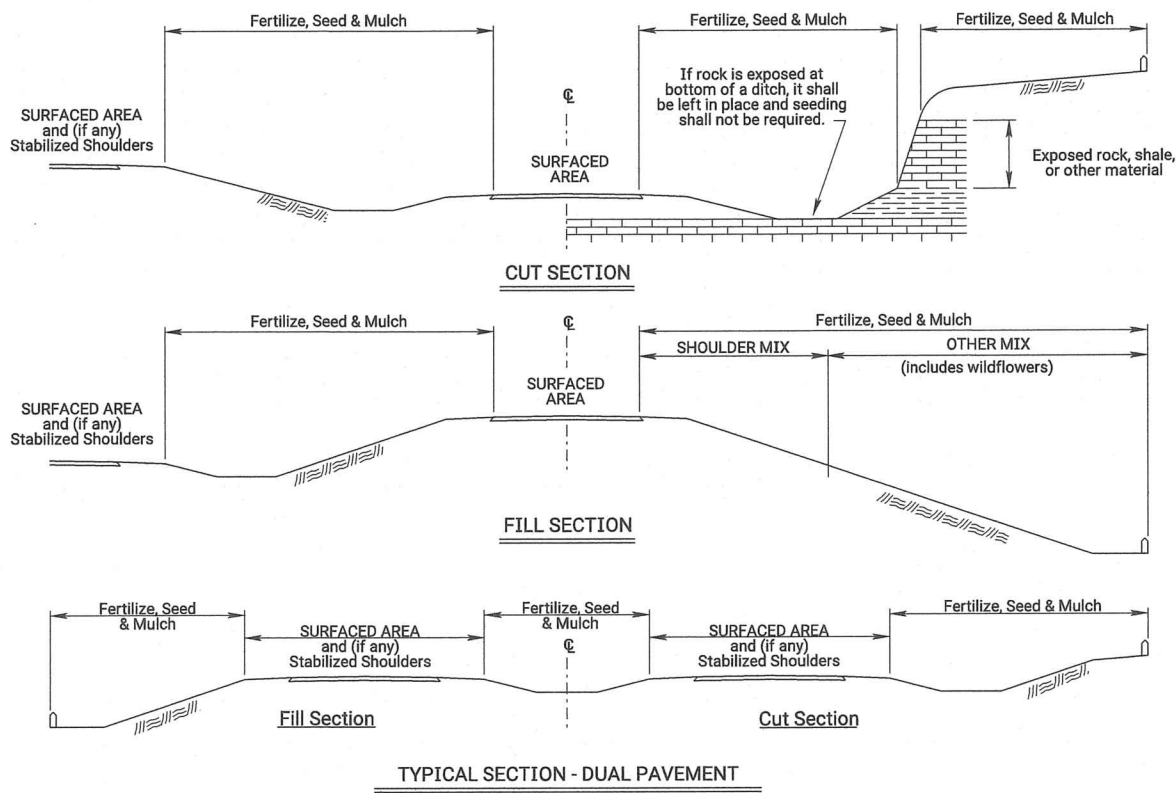 Fertilize, Seed & Mulch
Fertilize, Seed & Mulch
Fertilize, Seed & Mulch
If rock is exposed at
bottom of a ditch, it shall
be left in place and seeding
shall not be required.
℄
SURFACED AREA
and (if any)
Stabilized Shoulders
SURFACED
AREA
Exposed rock, shale,
or other material
CUT SECTION
Fertilize, Seed & Mulch
℄
Fertilize, Seed & Mulch
SHOULDER MIX
OTHER MIX
(includes wildflowers)
SURFACED
AREA
SURFACED AREA
and (if any)
Stabilized Shoulders
FILL SECTION
Fertilize, Seed
& Mulch
Fertilize, Seed
& Mulch
Fertilize, Seed & Mulch
SURFACED AREA
and (if any)
Stabilized Shoulders
℄
SURFACED AREA
and (if any)
Stabilized Shoulders
Fill Section
Cut Section
TYPICAL SECTION - DUAL PAVEMENT